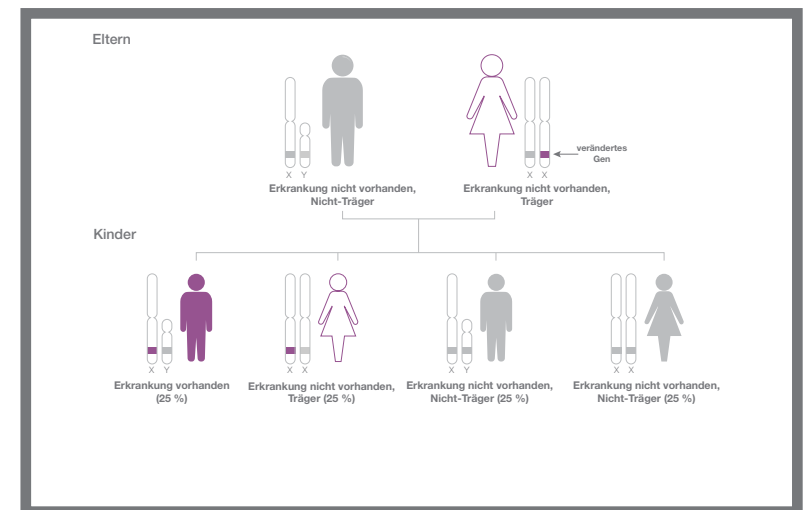 Eltern
verändertes
Gen
X Y
X X
Erkrankung nicht vorhanden,
Nicht-Träger
Erkrankung nicht vorhanden,
Träger
Kinder
X Y
X X
X Y
X X
Erkrankung vorhanden
(25 %)
Erkrankung nicht vorhanden,
Träger (25 %)
Erkrankung nicht vorhanden,
Nicht-Träger (25 %)
Erkrankung nicht vorhanden,
Nicht-Träger (25 %)